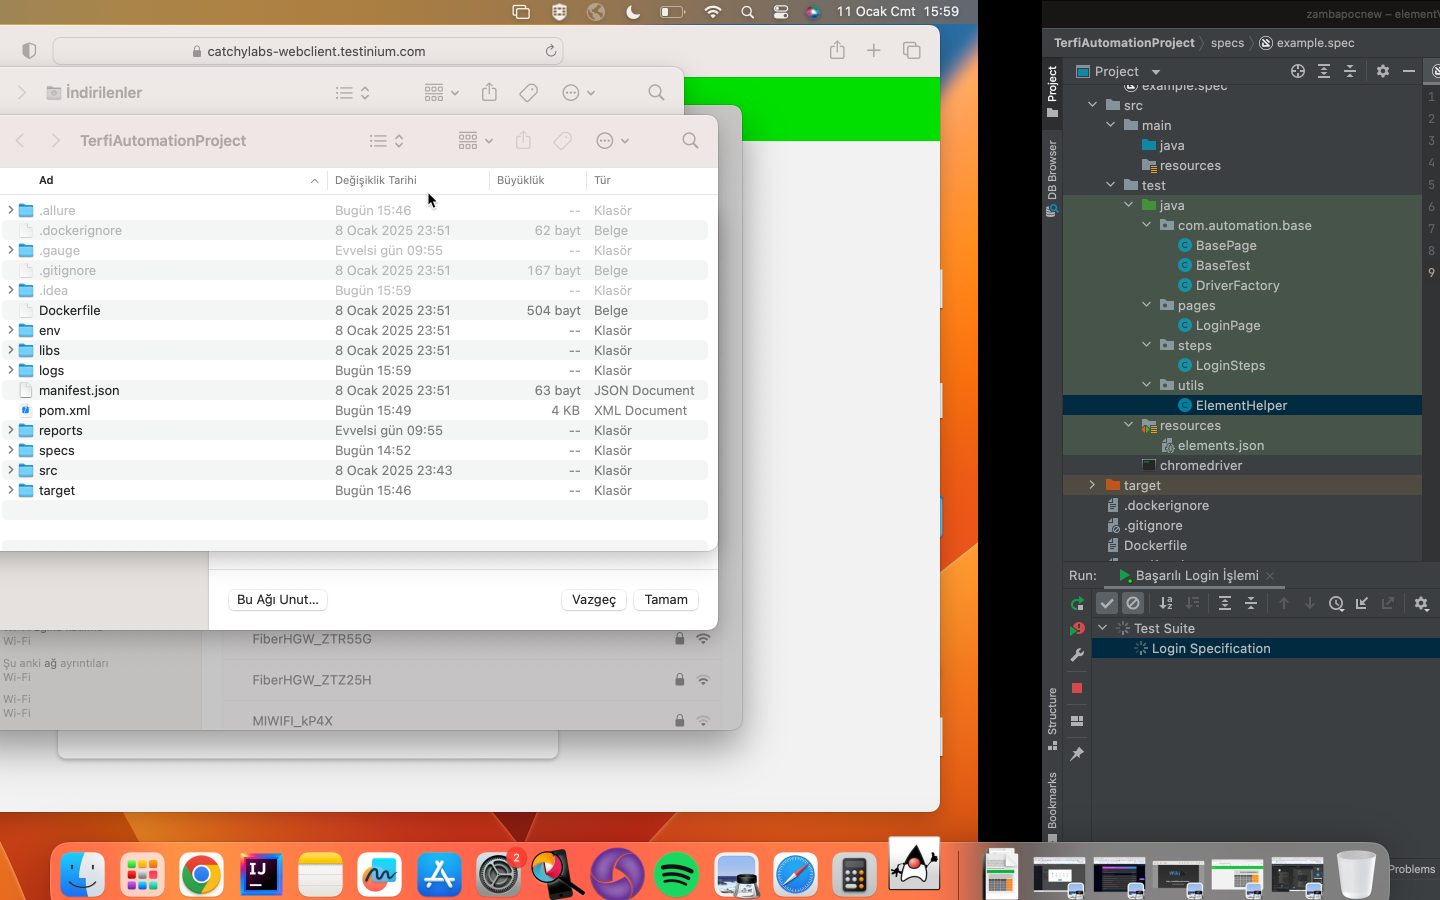 11 Ocak Cmt 15:59
catchylabs-webclient.testinium.com
İndirilenler
TerfiAutomationProject
Ad Değişiklik Tarihi Büyüklük Tür
.allure Bugün 15:46 -- Klasör
.dockerignore 8 Ocak 2025 23:51 62 bayt Belge
.gauge Evvelsi gün 09:55 -- Klasör
.gitignore 8 Ocak 2025 23:51 167 bayt Belge
.idea Bugün 15:59 -- Klasör
Dockerfile 8 Ocak 2025 23:51 504 bayt Belge
env 8 Ocak 2025 23:51 -- Klasör
libs 8 Ocak 2025 23:51 -- Klasör
logs Bugün 15:59 -- Klasör
manifest.json 8 Ocak 2025 23:51 63 bayt JSON Document
pom.xml Bugün 15:49 4 KB XML Document
reports Evvelsi gün 09:55 -- Klasör
specs Bugün 14:52 -- Klasör
src 8 Ocak 2025 23:43 -- Klasör
target Bugün 15:46 -- Klasör
Bu Ağı Unut... Vazgeç Tamam
Wi-Fi
Şu anki ağ ayrıntıları
Wi-Fi
Wi-Fi
Wi-Fi
FiberHGW_ZTR55G
FiberHGW_ZTZ25H
MIWIFI_kP4X
2
zambapocnew – element
TerfiAutomationProject specs example.spec
Project
Project
DB Browser
Structure
Bookmarks
example.spec
src
main
java
resources
test
java
com.automation.base
BasePage
BaseTest
DriverFactory
pages
LoginPage
steps
LoginSteps
utils
ElementHelper
resources
elements.json
chromedriver
target
.dockerignore
.gitignore
Dockerfile
1
2
3
4
5
6
7
8
9
Run: Başarılı Login İşlemi
Test Suite
Login Specification
Problems